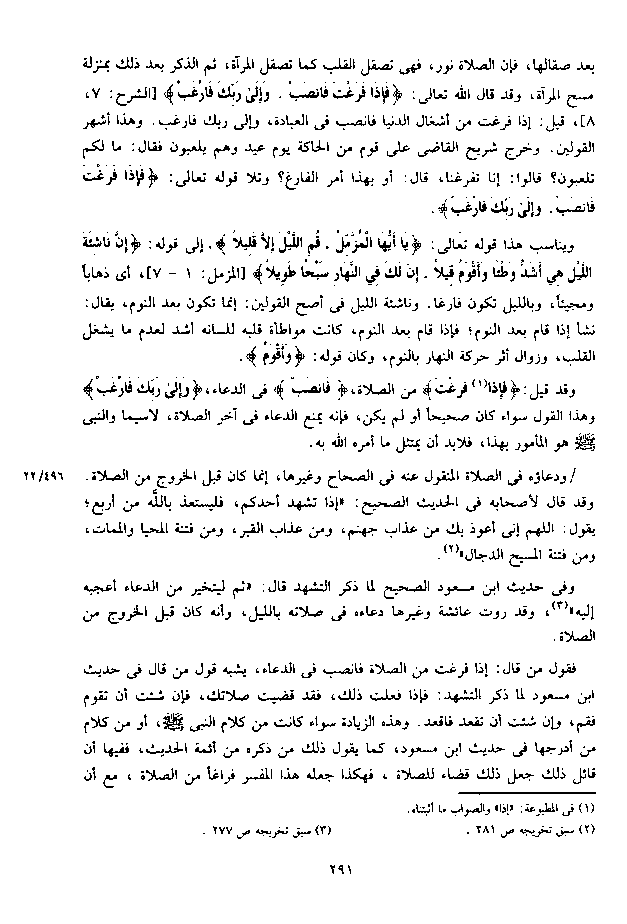 بعد صقالها، فإن الصلاة نور، فهي تصقل القلب كما تصقل المرآة، ثم الذكر بعد ذلك بمنزلة
مسح المرآة، وقد قال الله تعالى: ﴿فَإِذَا فَرَغْتَ فَانصَبْ . وَإِلَىٰ رَبِّكَ فَارْغَبْ﴾ [الشرح: ٧،
٨]، قيل: إذا فرغت من أشغال الدنيا فانصب فى العبادة، وإلى ربك فارغب. وهذا أشهر
القولين. وخرج شريح القاضى على قوم من الحاكة يوم عيد وهم يلعبون فقال: ما لكم
تلعبون؟ قالوا: إنا تفرغنا، قال: أو بهذا أمر الفارغ؟ وتلا قوله تعالى: ﴿فَإِذَا فَرَغْتَ
فَانصَبْ. وَإِلَىٰ رَبِّكَ فَارْغَبْ﴾.
ويناسب هذا قوله تعالى: ﴿يَا أَيُّهَا الْمُزَّمِّلُ . قُمِ اللَّيْلَ إِلاَّ قَلِيلاً﴾. إلى قوله: ﴿إِنَّ نَاشِئَةَ
اللَّيْلِ هِيَ أَشَدُّ وَطْئًا وَأَقْوَمُ قِيلاً . إِنَّ لَكَ فِي النَّهَارِ سَبْحًا طَوِيلاً﴾ [المزمل: ١ – ٧]، أى ذهاباً
ومجيئاً، وبالليل تكون فارغا. وناشئة الليل فى أصح القولين: إنما تكون بعد النوم، يقال:
نشأ إذا قام بعد النوم؛ فإذا قام بعد النوم، كانت مواطأة قلبه للسانه أشد لعدم ما يشغل
القلب، وزوال أثر حركة النهار بالنوم، وكان قوله: ﴿وَأَقْوَمُ﴾.
وقد قيل: ﴿فَإِذَا(١) فَرَغْتَ﴾ من الصلاة، ﴿فَانصَبْ﴾ فى الدعاء، ﴿وَإِلَىٰ رَبِّكَ فَارْغَبْ﴾
وهذا القول سواء كان صحيحاً أو لم يكن، فإنه يمنع الدعاء فى آخر الصلاة، لاسيما والنبى
ﷺ هو المأمور بهذا، فلابد أن يمتثل ما أمره الله به.
/ ودعاؤه فى الصلاة المنقول عنه فى الصحاح وغيرها، إنما كان قبل الخروج من الصلاة. ٢٢/٤٩٦
وقد قال لأصحابه فى الحديث الصحيح: «إذا تشهد أحدكم، فليستعذ بالله من أربع؛
يقول: اللهم إنى أعوذ بك من عذاب جهنم، ومن عذاب القبر، ومن فتنة المحيا والممات،
ومن فتنة المسيح الدجال»(٢).
وفى حديث ابن مسعود الصحيح لما ذكر التشهد قال: «ثم ليتخير من الدعاء أعجبه
إليه»(٣)، وقد روت عائشة وغيرها دعاءه فى صلاته بالليل، وأنه كان قبل الخروج من
الصلاة.
فقول من قال: إذا فرغت من الصلاة فانصب فى الدعاء، يشبه قول من قال فى حديث
ابن مسعود لما ذكر التشهد: فإذا فعلت ذلك، فقد قضيت صلاتك، فإن شئت أن تقوم
فقم، وإن شئت أن تقعد فاقعد. وهذه الزيادة سواء كانت من كلام النبى ﷺ، أو من كلام
من أدرجها فى حديث ابن مسعود، كما يقول ذلك من ذكره من أئمة الحديث، ففيها أن
قائل ذلك جعل ذلك قضاء للصلاة ، فهكذا جعله هذا المفسر فراغاً من الصلاة ، مع أن
(١) فى المطبوعة: «إذا» والصواب ما أثبتناه.
(٢) سبق تخريجه ص ٢٨١ . (٣) سبق تخريجه ص ٢٧٧ .
٢٩١